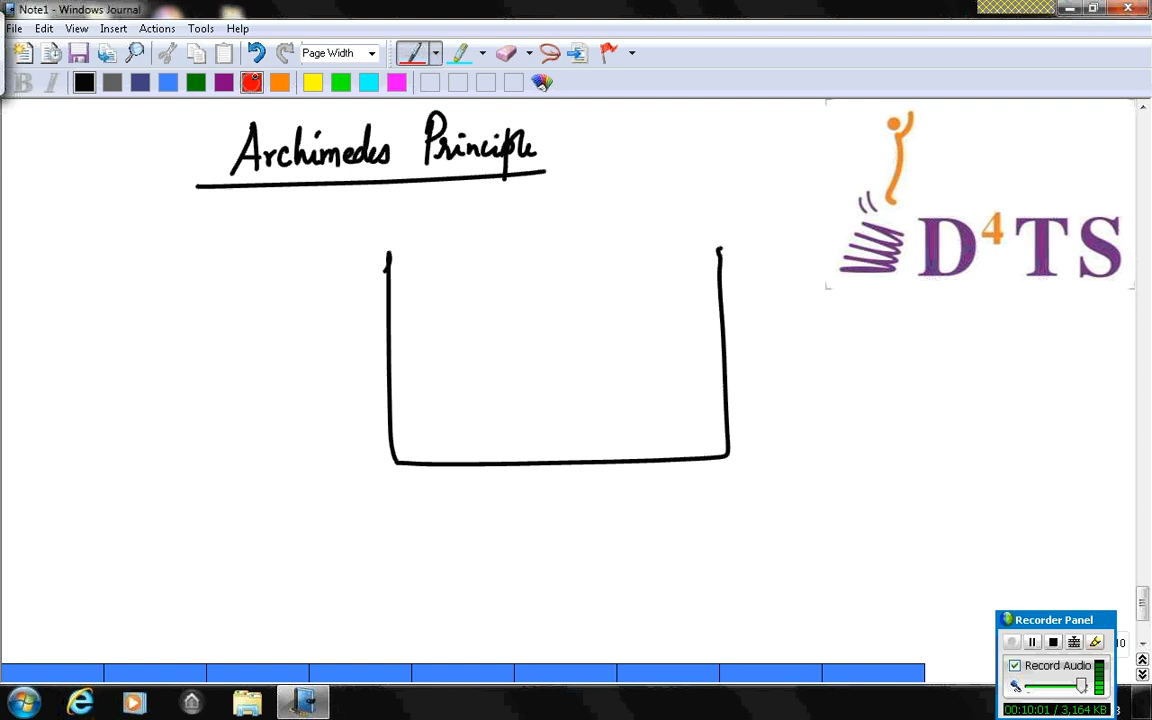 Note1 - Windows Journal
File Edit View Insert Actions Tools Help
Page Width
B I
Archimedes Principle
D4TS
Recorder Panel
Record Audio
00:10:01 / 3,164 KB